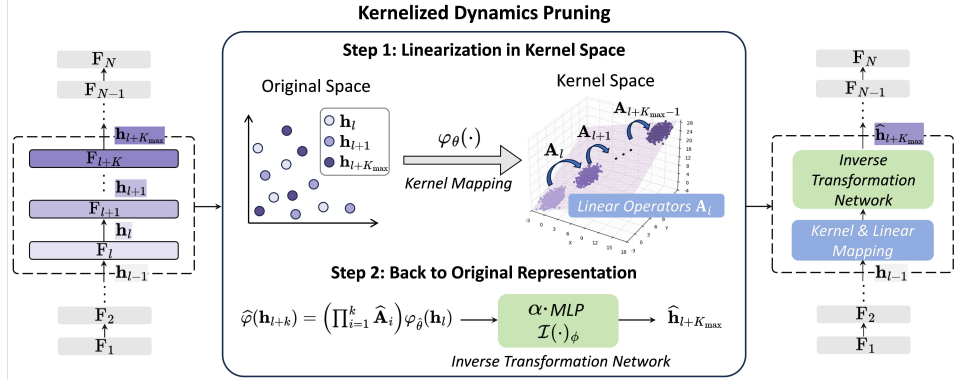 Kernelized Dynamics Pruning
F_N
F_{N-1}
h_{l+K_max}
F_{l+K}
h_{l+1}
F_{l+1}
h_l
F_l
h_{l-1}
F_2
F_1
Step 1: Linearization in Kernel Space
Original Space
h_l
h_{l+1}
h_{l+K_max}
φ_θ(·)
Kernel Mapping
Kernel Space
A_{l+K_max-1}
A_{l+1}
A_l
Linear Operators A_i
Step 2: Back to Original Representation
φ̂(h_{l+k}) = (∏_{i=1}^{k} Â_i) φ_θ̂(h_l)
α·MLP
I(·)_ϕ
ĥ_{l+K_max}
Inverse Transformation Network
F_N
F_{N-1}
ĥ_{l+K_max}
Inverse
Transformation
Network
Kernel & Linear
Mapping
h_{l-1}
F_2
F_1